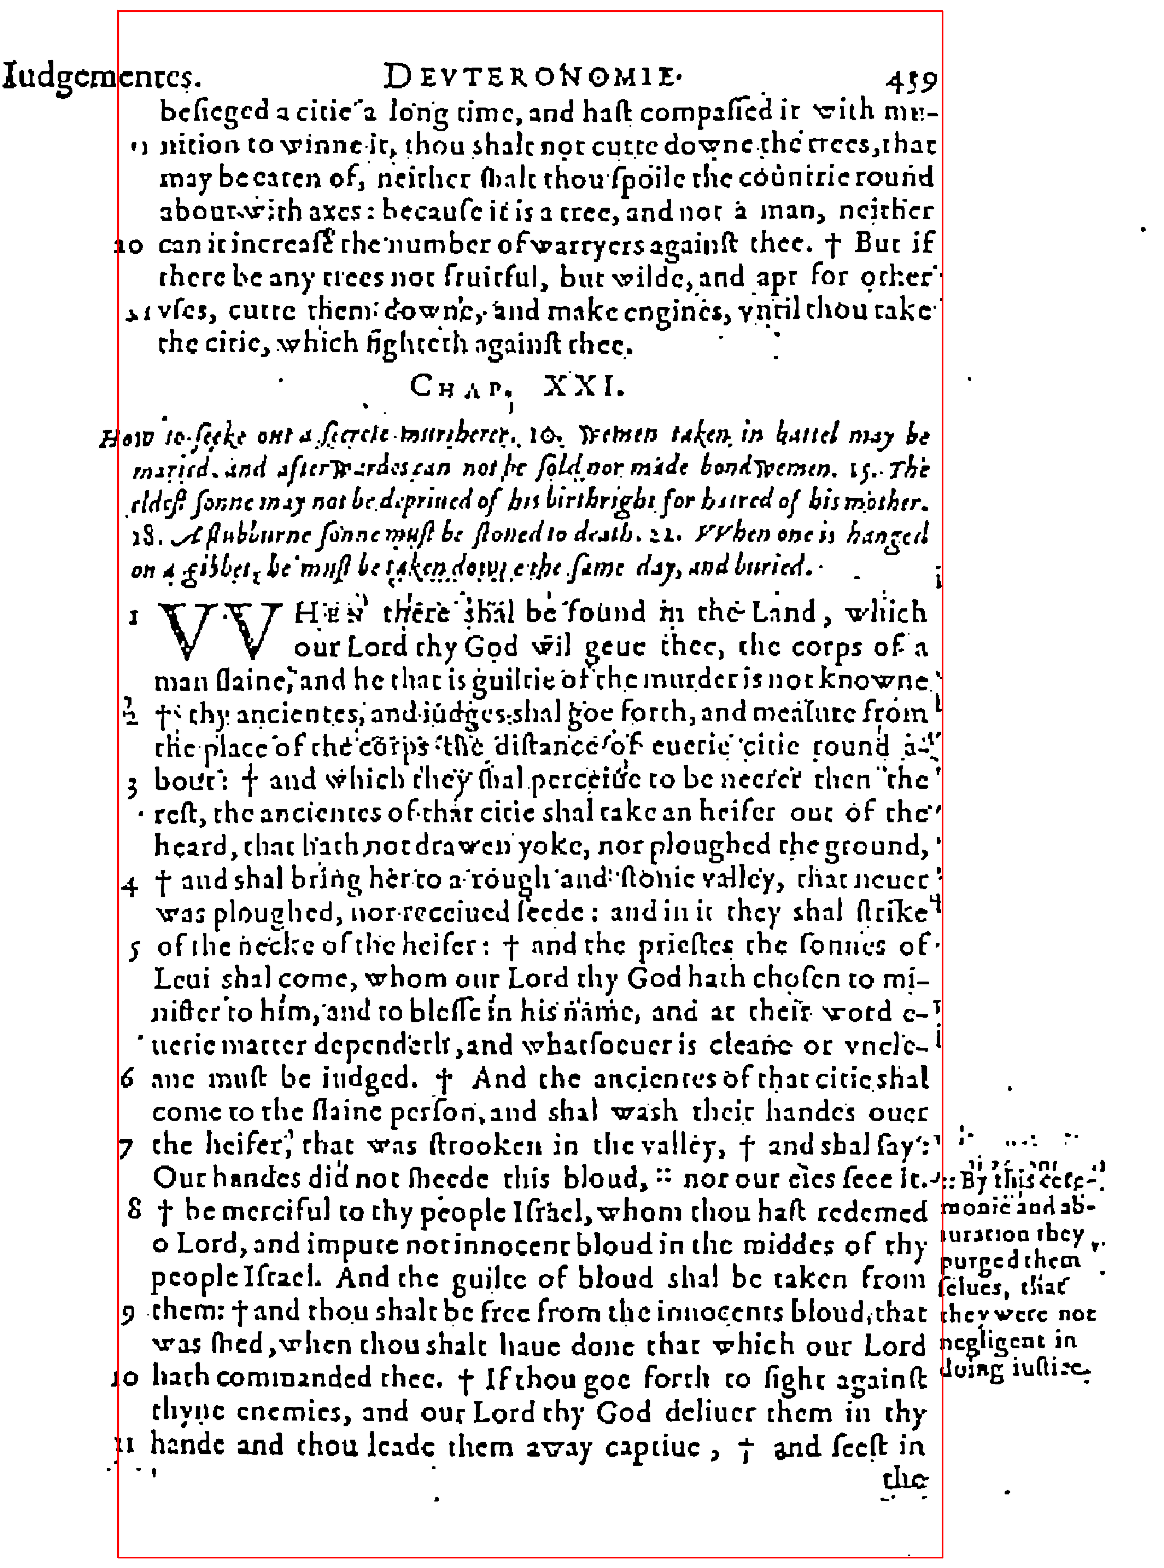 Iudgementes. DEVTERONOMIE. 459
besieged a citie a long time, and hast compassed it with mu-
nition to winne it, thou shalt not cutte downe the trees, that
may be eaten of, neither shalt thou spoile the countrie round
about with axes: because it is a tree, and not a man, neither
10 can it increase the number of warryers against thee. † But if
there be any trees not fruitful, but wilde, and apt for other
vses, cutte them downe, and make engines, vntil thou take
the citie, which fighteth against thee.
CHAP. XXI.
How to seeke out a secrete murtherer. 10. Wemen taken in battel may be
maried, and afterwardes can not be sold nor made bondwemen. 15. The
eldest sonne may not be depriued of his birthright for hatred of his mother.
18. A stubburne sonne must be stoned to death. 22. VVhen one is hanged
on a gibbet, he must be taken downe the same day, and buried.
1 VVHEN there shal be found in the Land, which
our Lord thy God wil geue thee, the corps of a
man slaine, and he that is guiltie of the murder is not knowne
2 † thy ancientes, and iudges shal goe forth, and measure from
the place of the corps the distance of euerie citie round a-
3 bout: † and which they shal perceiue to be neerer then the
rest, the ancientes of that citie shal take an heifer out of the
heard, that hath not drawen yoke, nor ploughed the ground,
4 † and shal bring her to a rough and stonie valley, that neuer
was ploughed, nor receiued seede: and in it they shal strike
5 of the necke of the heifer: † and the priestes the sonnes of
Leui shal come, whom our Lord thy God hath chosen to mi-
nister to him, and to blesse in his name, and at their word e-
uerie matter dependeth, and whatsoeuer is cleane or vncle-
6 ane must be iudged. † And the ancientes of that citie shal
come to the slaine person, and shal wash their handes ouer
7 the heifer, that was strooken in the valley, † and shal say:
Our handes did not sheede this bloud, :: nor our eies seee it.
8 † be merciful to thy people Israel, whom thou hast redemed
o Lord, and impute not innocent bloud in the middes of thy
people Israel. And the guilte of bloud shal be taken from
9 them: † and thou shalt be free from the innocents bloud, that
was shed, when thou shalt haue done that which our Lord
10 hath commanded thee. † If thou goe forth to fight against
thyne enemies, and our Lord thy God deliuer them in thy
11 hande and thou leade them away captiue, † and seest in
the
:: By this cere-
monie and ab-
iuration they
purged them
selues, that
they were not
negligent in
doing iustice.